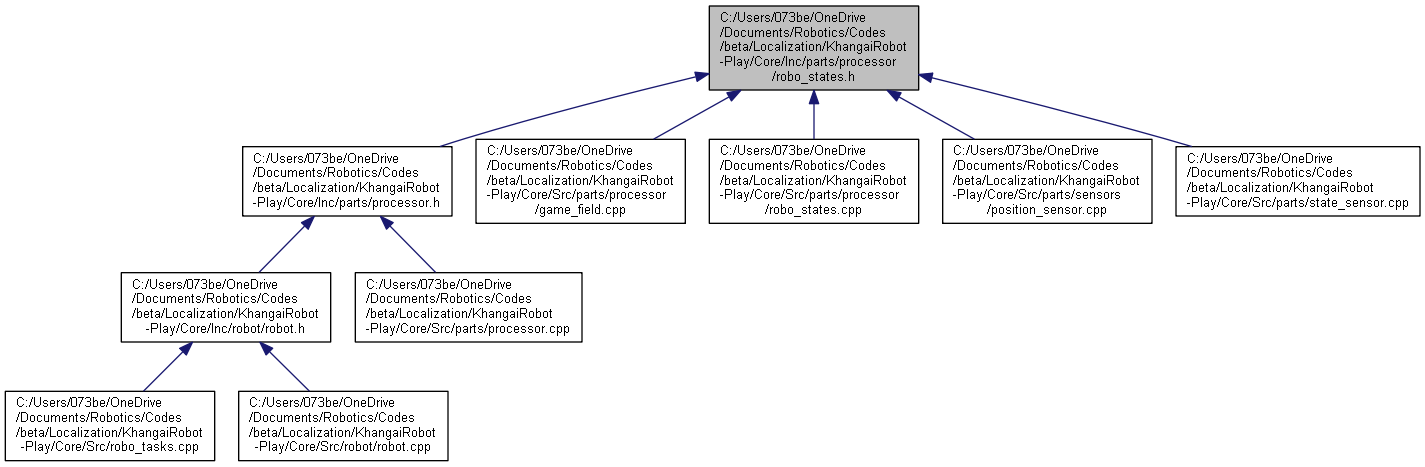 C:/Users/073be/OneDrive
/Documents/Robotics/Codes
/beta/Localization/KhangaiRobot
-Play/Core/Inc/parts/processor
/robo_states.h
C:/Users/073be/OneDrive
/Documents/Robotics/Codes
/beta/Localization/KhangaiRobot
-Play/Core/Inc/parts/processor.h
C:/Users/073be/OneDrive
/Documents/Robotics/Codes
/beta/Localization/KhangaiRobot
-Play/Core/Src/parts/processor
/game_field.cpp
C:/Users/073be/OneDrive
/Documents/Robotics/Codes
/beta/Localization/KhangaiRobot
-Play/Core/Src/parts/processor
/robo_states.cpp
C:/Users/073be/OneDrive
/Documents/Robotics/Codes
/beta/Localization/KhangaiRobot
-Play/Core/Src/parts/sensors
/position_sensor.cpp
C:/Users/073be/OneDrive
/Documents/Robotics/Codes
/beta/Localization/KhangaiRobot
-Play/Core/Src/parts/state_sensor.cpp
C:/Users/073be/OneDrive
/Documents/Robotics/Codes
/beta/Localization/KhangaiRobot
-Play/Core/Inc/robot/robot.h
C:/Users/073be/OneDrive
/Documents/Robotics/Codes
/beta/Localization/KhangaiRobot
-Play/Core/Src/parts/processor.cpp
C:/Users/073be/OneDrive
/Documents/Robotics/Codes
/beta/Localization/KhangaiRobot
-Play/Core/Src/robo_tasks.cpp
C:/Users/073be/OneDrive
/Documents/Robotics/Codes
/beta/Localization/KhangaiRobot
-Play/Core/Src/robot/robot.cpp